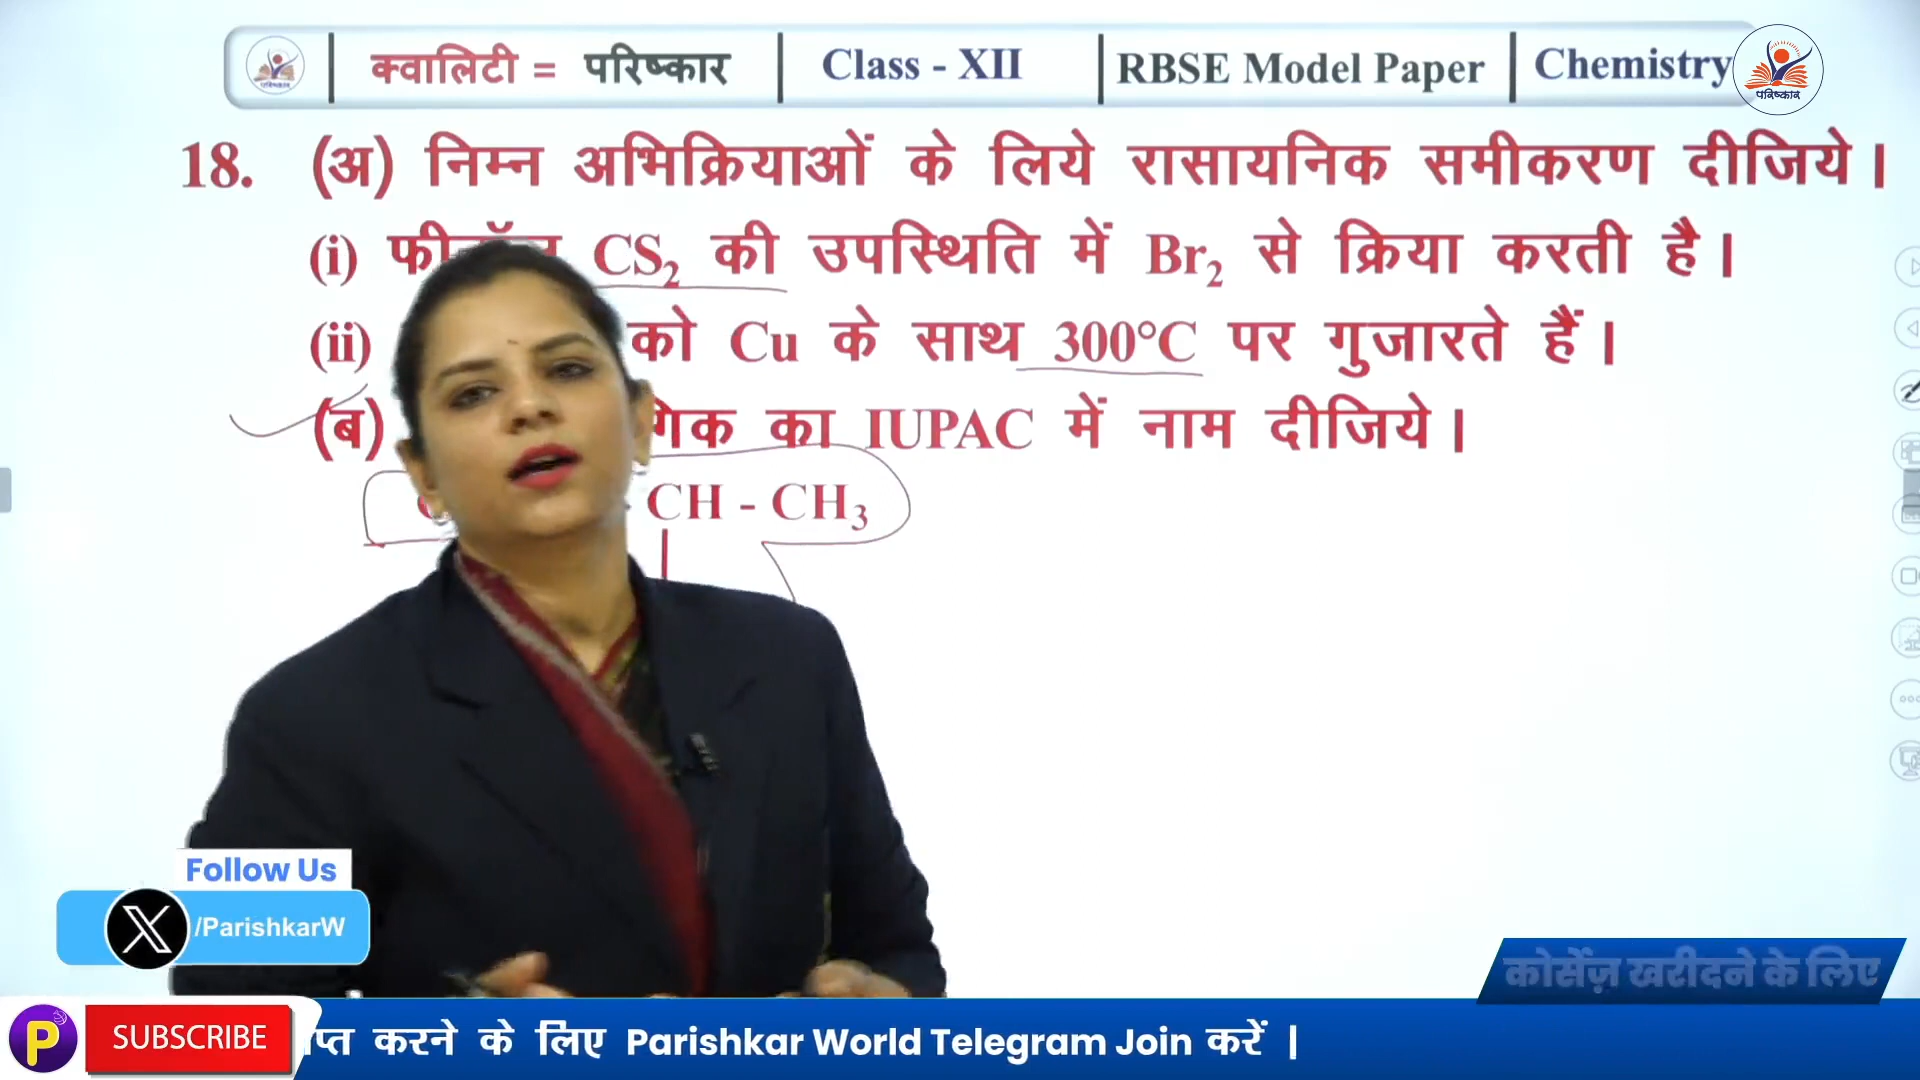 क्वालिटी = परिष्कार Class - XII RBSE Model Paper Chemistry
परिष्कार
परिष्कार
18. (अ) निम्न अभिक्रियाओं के लिये रासायनिक समीकरण दीजिये।
(i) CS₂ की उपस्थिति में Br₂ से क्रिया करती है।
(ii) को Cu के साथ 300°C पर गुजारते हैं।
(ब) का IUPAC में नाम दीजिये।
CH - CH₃
Follow Us
/ParishkarW
कोर्सेज़ खरीदने के लिए
P SUBSCRIBE करने के लिए Parishkar World Telegram Join करें |